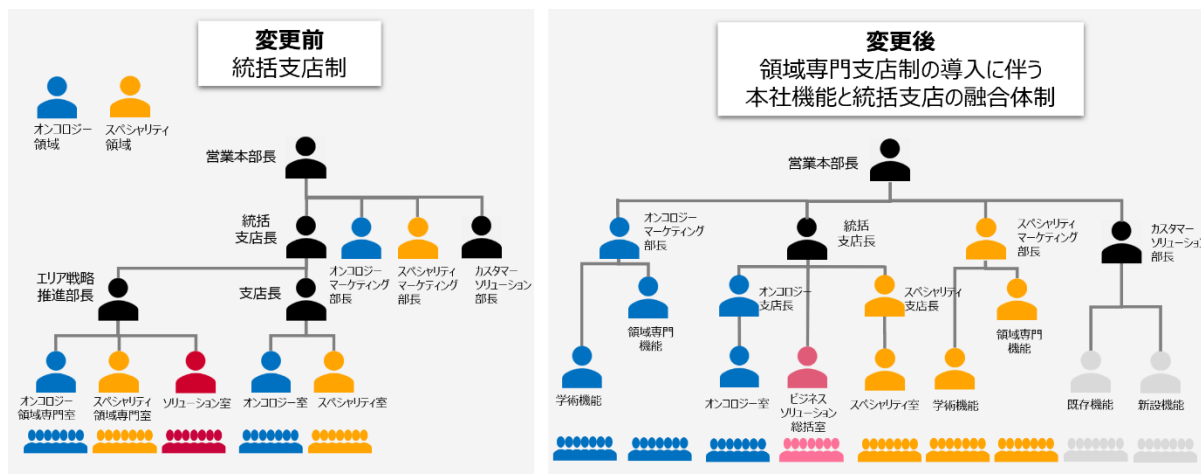 変更前
統括支店制
オンコロジー
領域
スペシャリティ
領域
営業本部長
統括
支店長
オンコロジー
マーケティング
部長
スペシャリティ
マーケティング
部長
カスタマー
ソリューション
部長
エリア戦略
推進部長
支店長
オンコロジー
領域専門室
スペシャリティ
領域専門室
ソリューション室
オンコロジー室
スペシャリティ室
変更後
領域専門支店制の導入に伴う
本社機能と統括支店の融合体制
営業本部長
オンコロジー
マーケティング
部長
統括
支店長
スペシャリティ
マーケティング
部長
カスタマー
ソリューション
部長
領域専門
機能
オンコロジー
支店長
スペシャリティ
支店長
領域専門
機能
学術機能
オンコロジー室
ビジネス
ソリューション
総括室
スペシャリティ室
学術機能
既存機能
新設機能